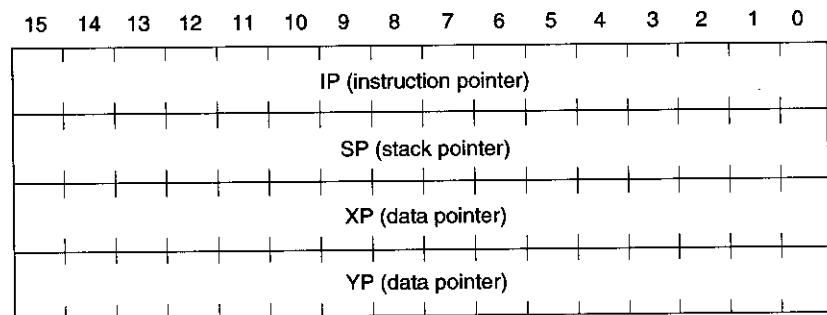 15 14 13 12 11 10 9 8 7 6 5 4 3 2 1 0
IP (instruction pointer)
SP (stack pointer)
XP (data pointer)
YP (data pointer)